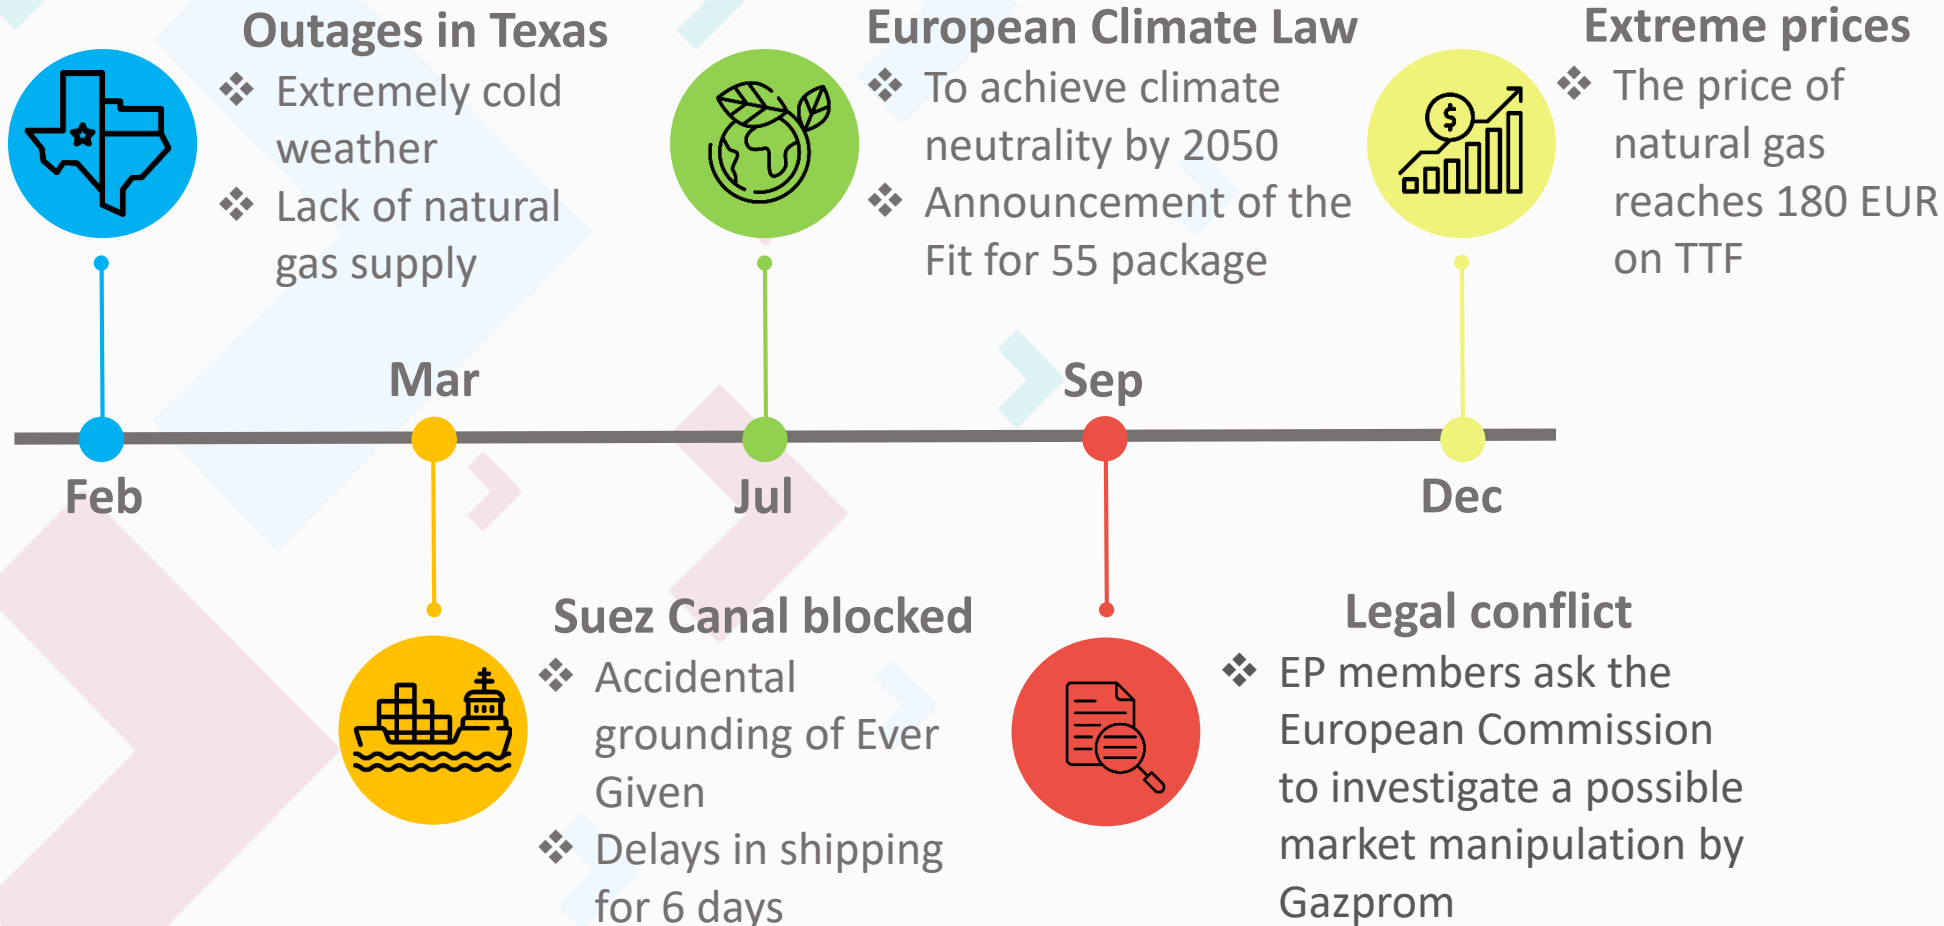 Outages in Texas
❖ Extremely cold
weather
❖ Lack of natural
gas supply
European Climate Law
❖ To achieve climate
neutrality by 2050
❖ Announcement of the
Fit for 55 package
Extreme prices
❖ The price of
natural gas
reaches 180 EUR
on TTF
$
Mar
Sep
Feb
Jul
Dec
Suez Canal blocked
❖ Accidental
grounding of Ever
Given
❖ Delays in shipping
for 6 days
Legal conflict
❖ EP members ask the
European Commission
to investigate a possible
market manipulation by
Gazprom